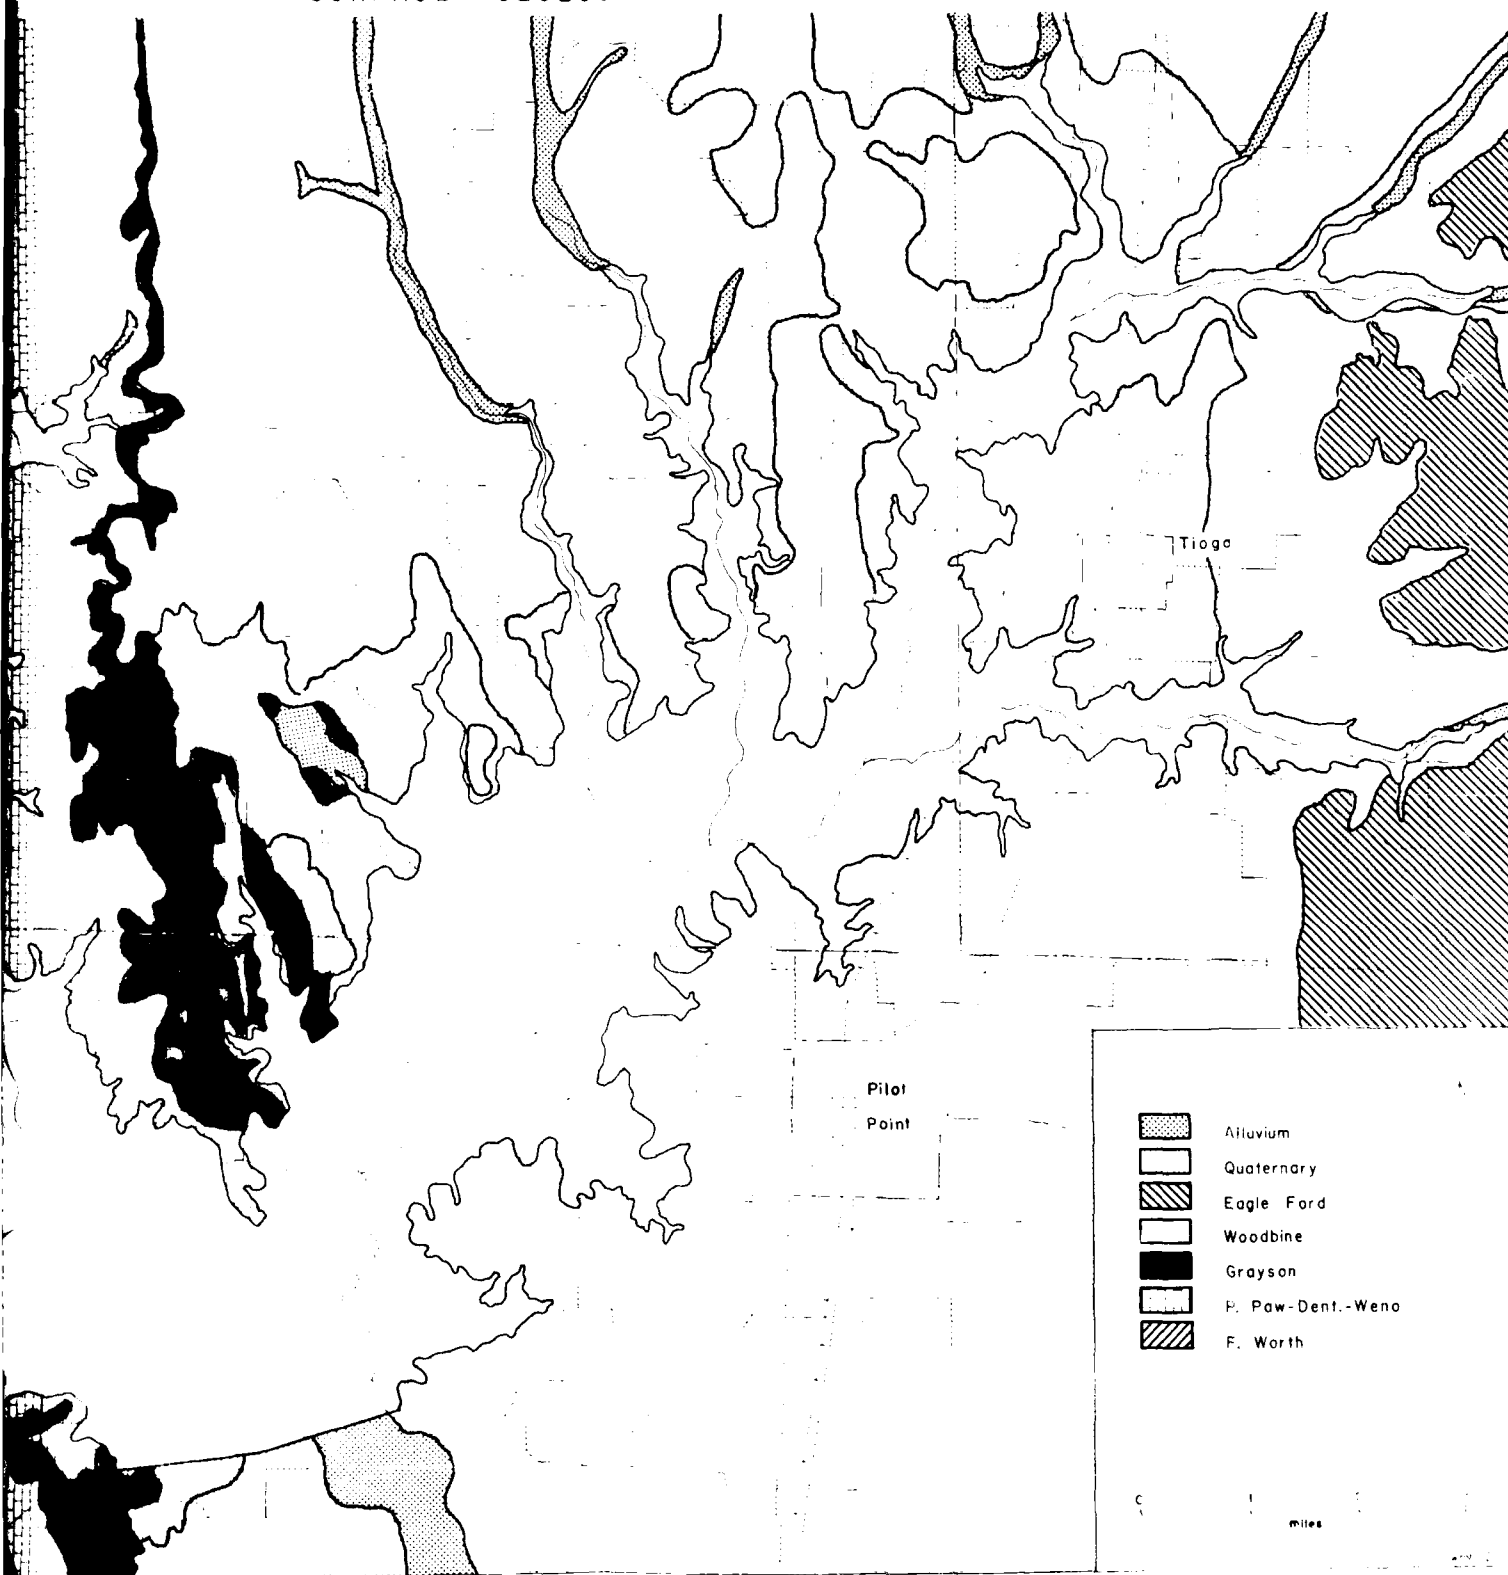 Tioga
Pilot
Point
Alluvium
Quaternary
Eagle Ford
Woodbine
Grayson
P. Paw-Dent.-Weno
F. Worth
miles